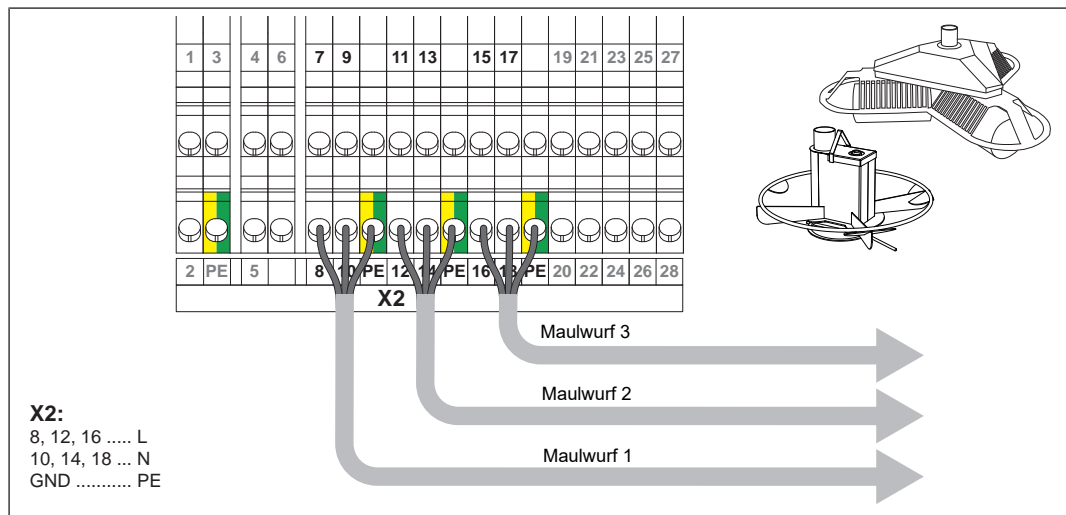 1 3 4 6 7 9 11 13 15 17 19 21 23 25 27
2 PE 5 8 10 PE 12 14 PE 16 18 PE 20 22 24 26 28
X2
Maulwurf 3
Maulwurf 2
Maulwurf 1
X2:
8, 12, 16 ..... L
10, 14, 18 ... N
GND ........... PE